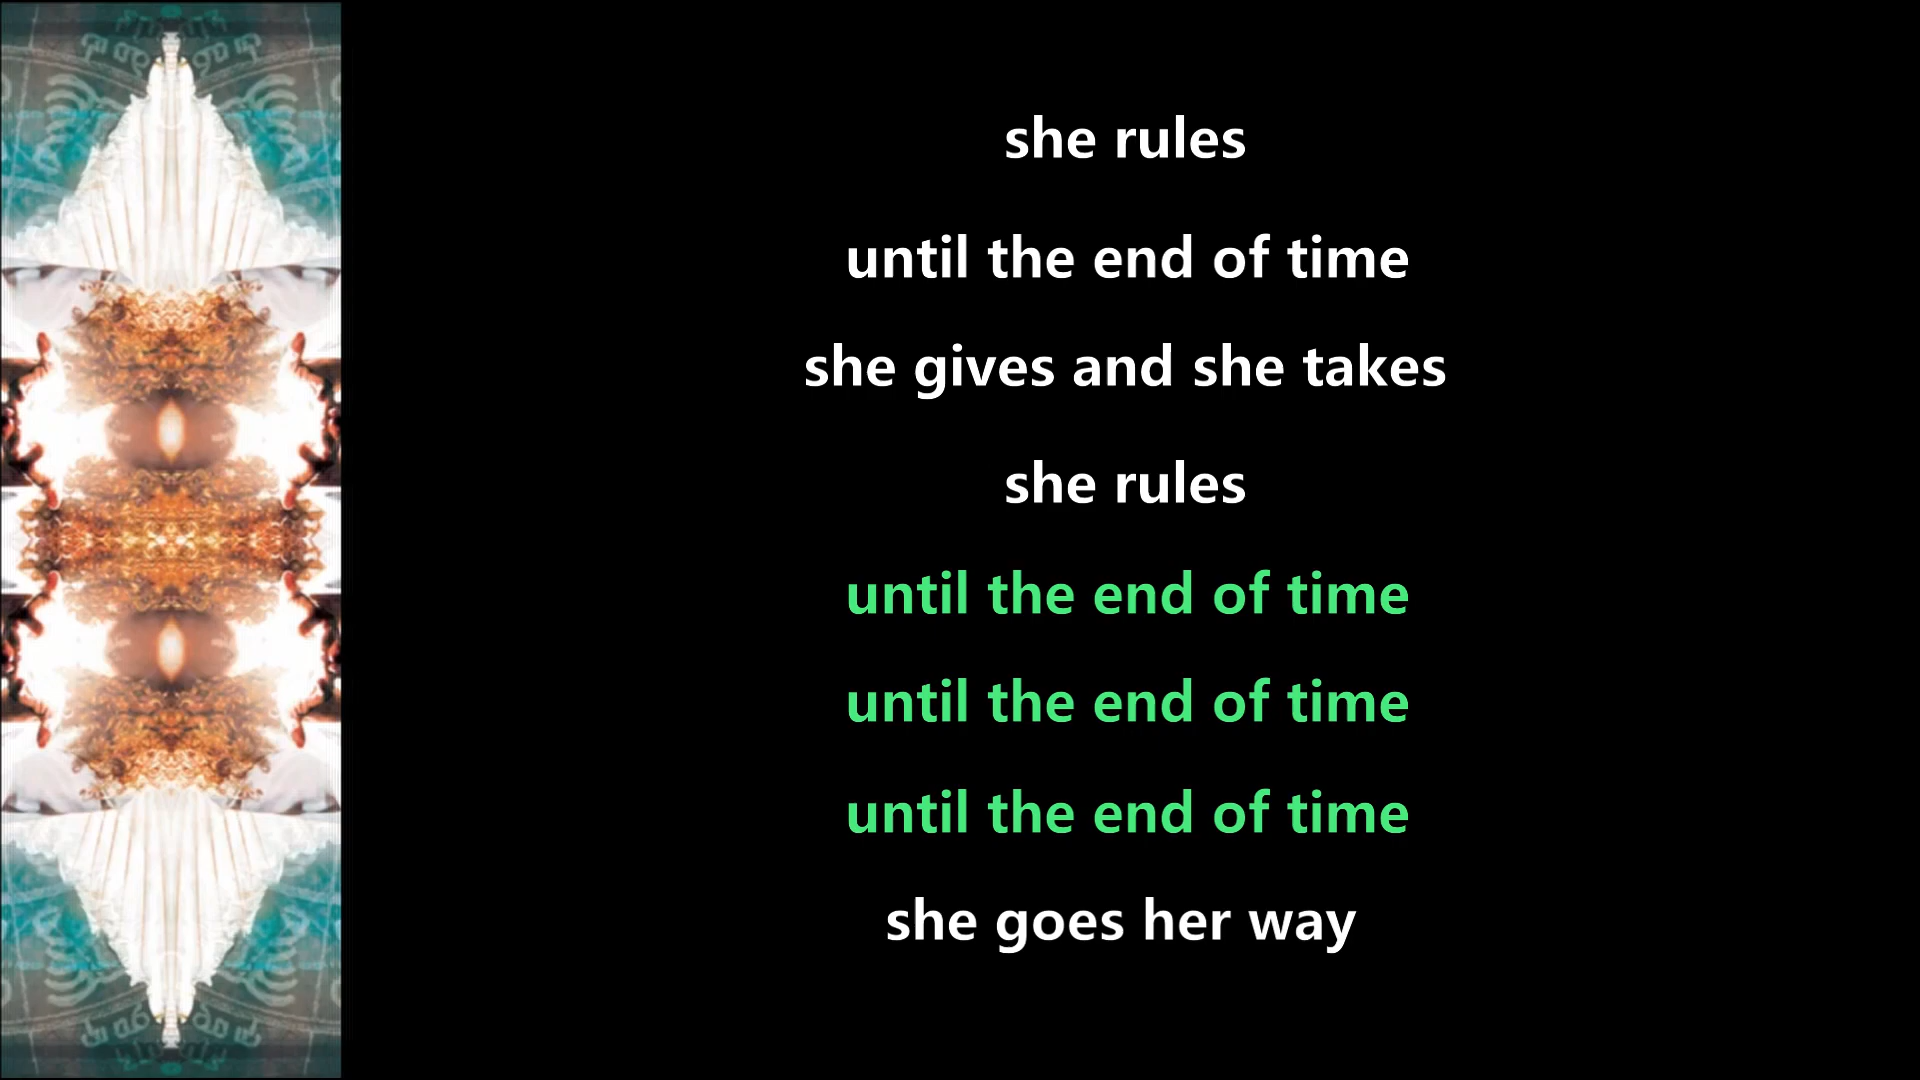 she rules
until the end of time
she gives and she takes
she rules
until the end of time
until the end of time
until the end of time
she goes her way